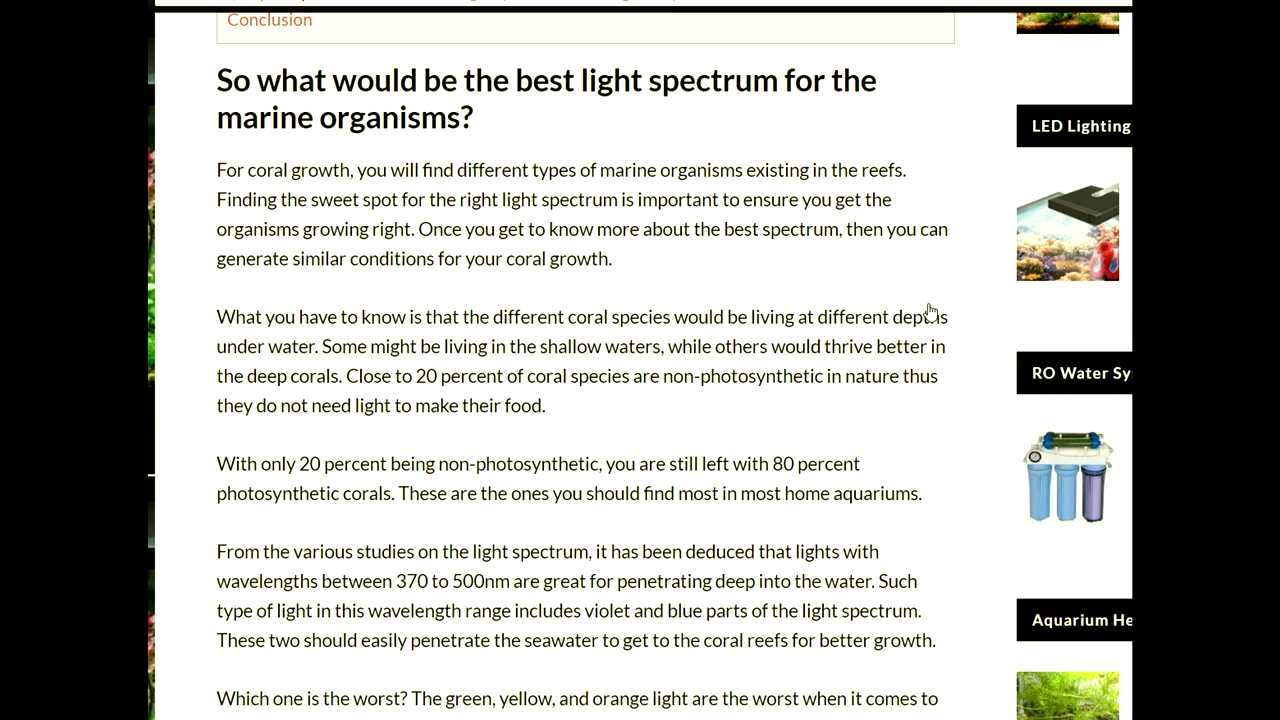 Conclusion
So what would be the best light spectrum for the
marine organisms?
For coral growth, you will find different types of marine organisms existing in the reefs.
Finding the sweet spot for the right light spectrum is important to ensure you get the
organisms growing right. Once you get to know more about the best spectrum, then you can
generate similar conditions for your coral growth.
What you have to know is that the different coral species would be living at different depths
under water. Some might be living in the shallow waters, while others would thrive better in
the deep corals. Close to 20 percent of coral species are non-photosynthetic in nature thus
they do not need light to make their food.
With only 20 percent being non-photosynthetic, you are still left with 80 percent
photosynthetic corals. These are the ones you should find most in most home aquariums.
From the various studies on the light spectrum, it has been deduced that lights with
wavelengths between 370 to 500nm are great for penetrating deep into the water. Such
type of light in this wavelength range includes violet and blue parts of the light spectrum.
These two should easily penetrate the seawater to get to the coral reefs for better growth.
Which one is the worst? The green, yellow, and orange light are the worst when it comes to
LED Lighting
RO Water Sy
Aquarium He